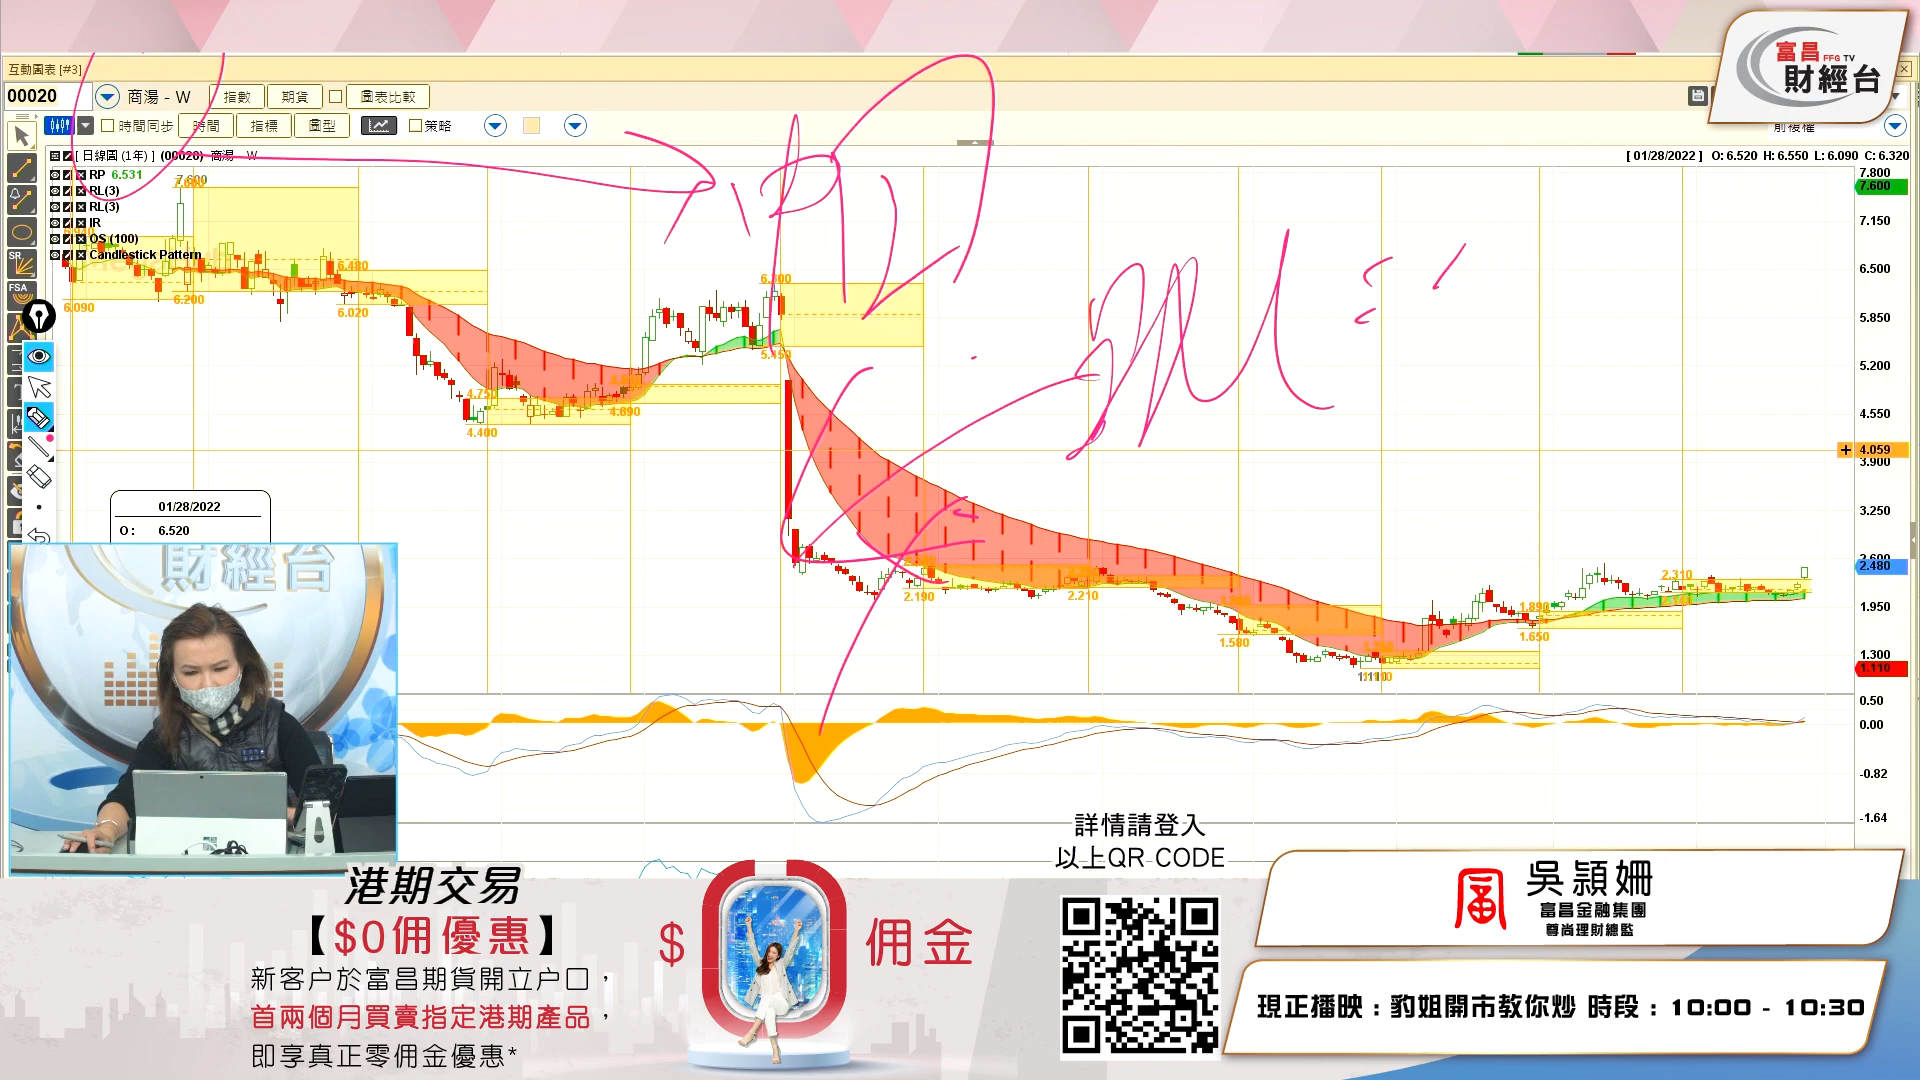 富昌 FFG TV
財經台
互動圖表 [#3]
00020 商湯 - W 指數 期貨 圖表比較
時間同步 時間 指標 圖型 策略 前復權
[ 日線圖 (1年) ] (00020) 商湯 - W
[ 01/28/2022 ] O: 6.520 H: 6.550 L: 6.090 C: 6.320
RP 6.531
RL(3)
RL(3)
IR
OS (100)
Candlestick Pattern
SR
FSA
7.600
6.090
6.200
6.480
6.020
4.750
4.400
4.690
6.300
5.450
2.190
2.210
1.580
1.110
1.890
1.650
2.310
7.800
7.600
7.150
6.500
5.850
5.200
4.550
4.059
3.900
3.250
2.600
2.480
1.950
1.300
1.110
0.50
0.00
-0.82
-1.64
01/28/2022
O : 6.520
財經台
港期交易
【$0佣優惠】
新客戶於富昌期貨開立戶口，
首兩個月買賣指定港期產品，
即享真正零佣金優惠*
$0佣金
詳情請登入
以上QR CODE
吳潁姍
富昌金融集團
尊尚理財總監
現正播映：豹姐開市教你炒 時段：10:00 - 10:30